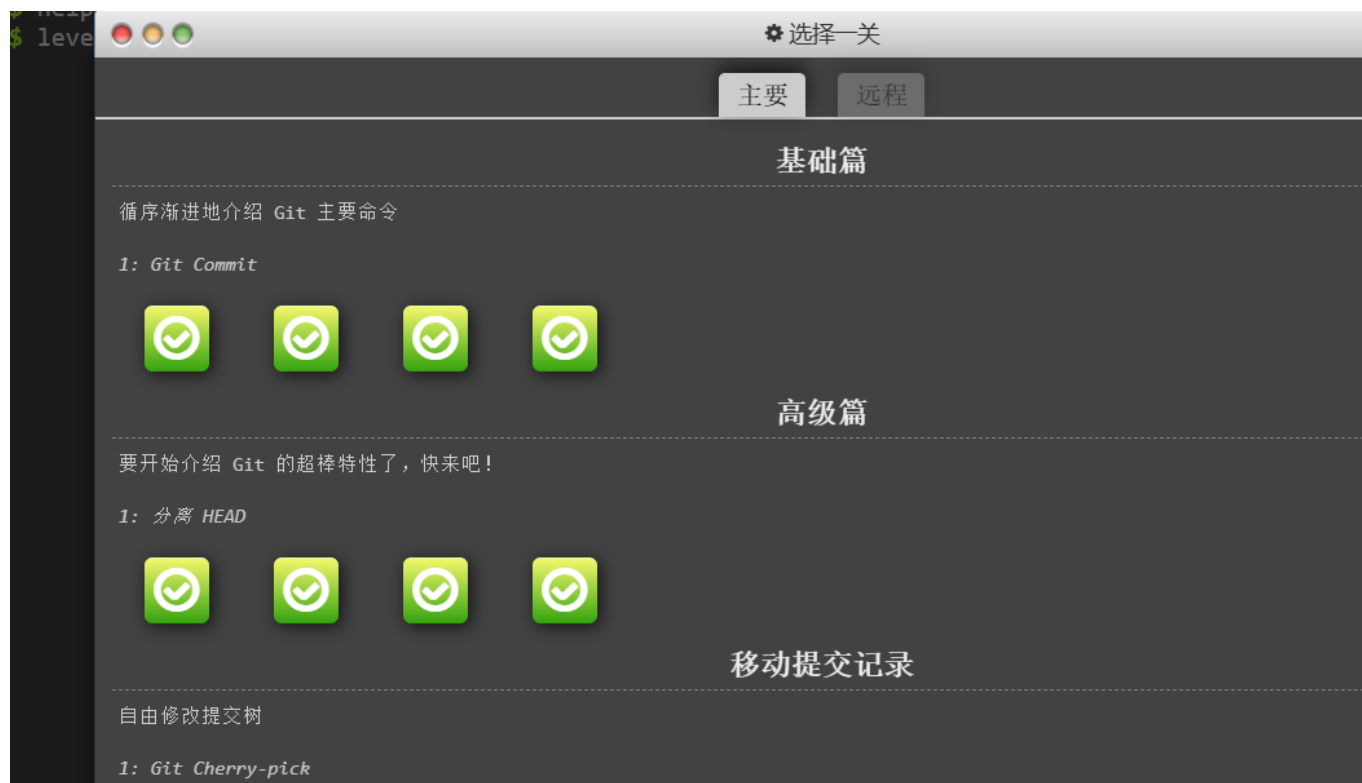 $ help
$ leve
选择一关
主要 远程
基础篇
循序渐进地介绍 Git 主要命令
1: Git Commit
高级篇
要开始介绍 Git 的超棒特性了，快来吧！
1: 分离 HEAD
移动提交记录
自由修改提交树
1: Git Cherry-pick